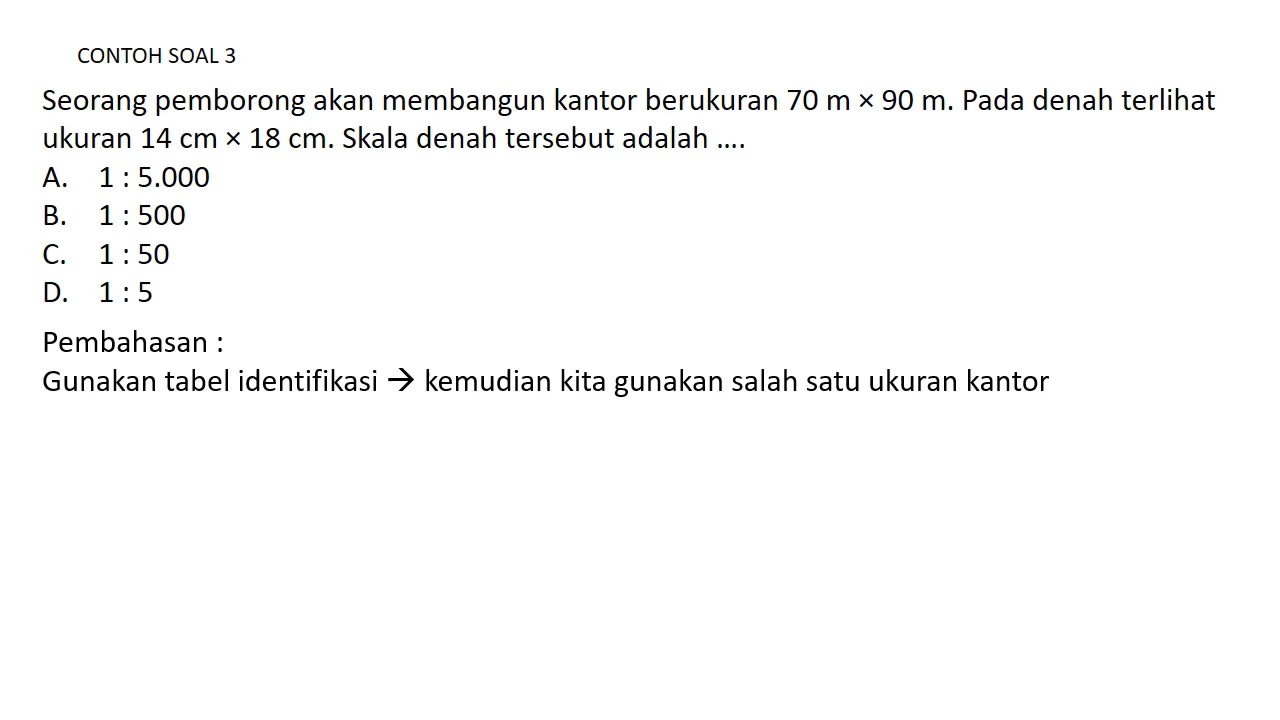 CONTOH SOAL 3
Seorang pemborong akan membangun kantor berukuran 70 m × 90 m. Pada denah terlihat
ukuran 14 cm × 18 cm. Skala denah tersebut adalah ....
A. 1 : 5.000
B. 1 : 500
C. 1 : 50
D. 1 : 5
Pembahasan :
Gunakan tabel identifikasi → kemudian kita gunakan salah satu ukuran kantor